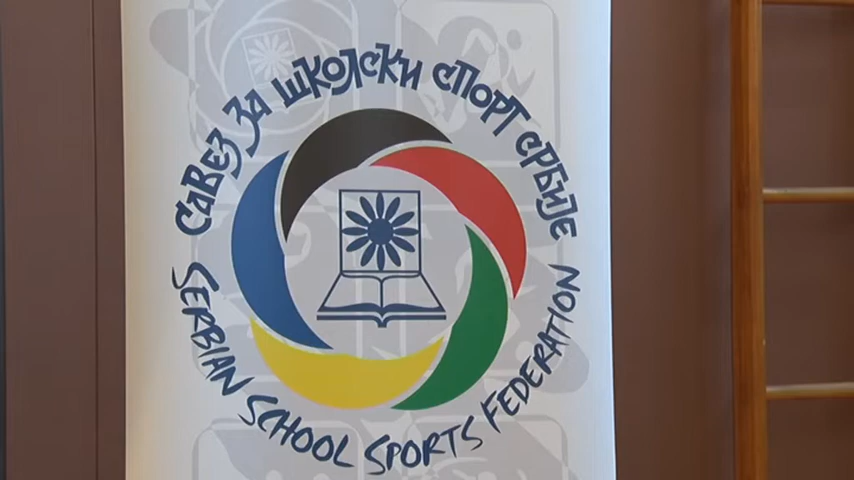 САВЕЗ ЗА ШКОЛСКИ СПОРТ СРБИЈЕ
SERBIAN SCHOOL SPORTS FEDERATION